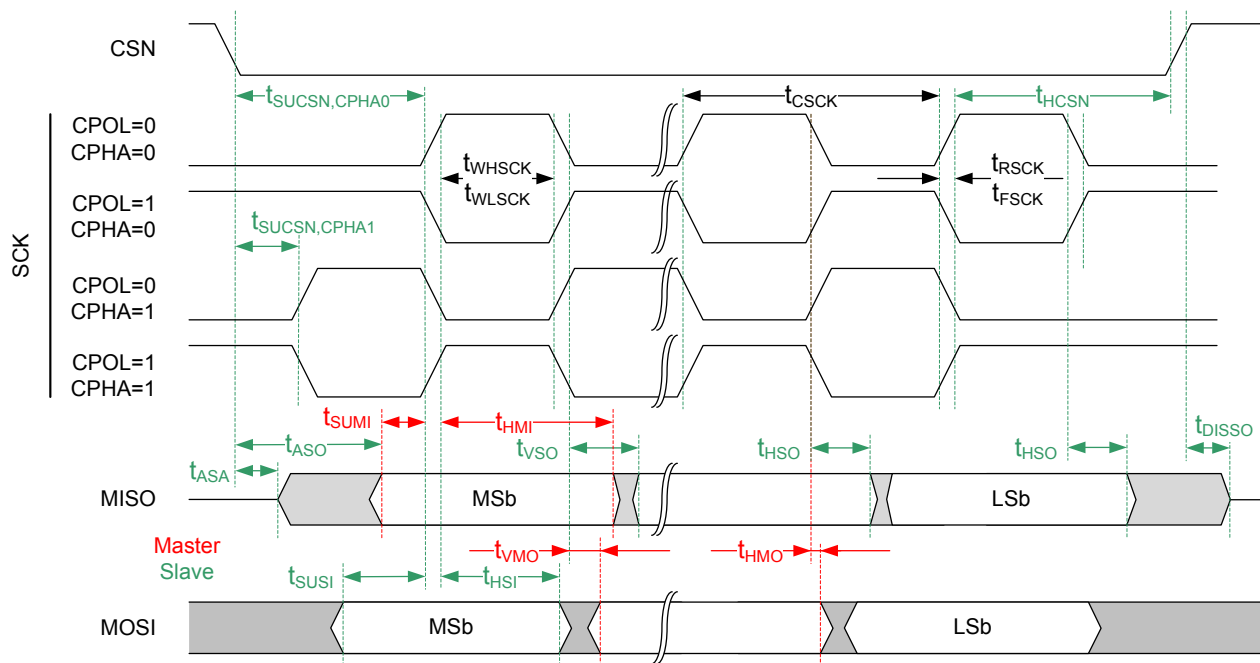 CSN
tSUCSN,CPHA0
tCSCK
tHCSN
SCK
CPOL=0
CPHA=0
tWHSCK
tWLSCK
tRSCK
tFSCK
CPOL=1
CPHA=0
tSUCSN,CPHA1
CPOL=0
CPHA=1
CPOL=1
CPHA=1
tSUMI
tHMI
tASO
tVSO
tHSO
tHSO
tDISSO
tASA
MISO
MSb
LSb
Master
Slave
tVMO
tHMO
tSUSI
tHSI
MOSI
MSb
LSb